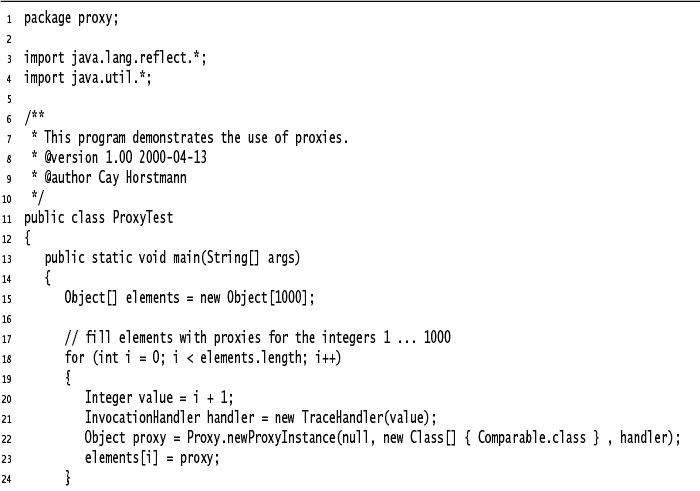 1 package proxy;
2
3 import java.lang.reflect.*;
4 import java.util.*;
5
6 /**
7  * This program demonstrates the use of proxies.
8  * @version 1.00 2000-04-13
9  * @author Cay Horstmann
10  */
11 public class ProxyTest
12 {
13    public static void main(String[] args)
14    {
15       Object[] elements = new Object[1000];
16
17       // fill elements with proxies for the integers 1 ... 1000
18       for (int i = 0; i < elements.length; i++)
19       {
20          Integer value = i + 1;
21          InvocationHandler handler = new TraceHandler(value);
22          Object proxy = Proxy.newProxyInstance(null, new Class[] { Comparable.class } , handler);
23          elements[i] = proxy;
24       }